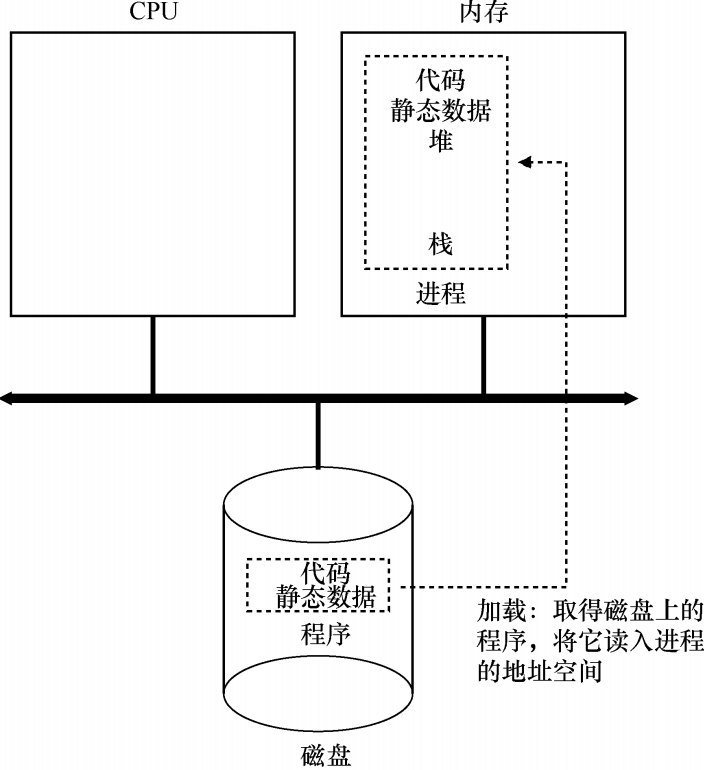 CPU
内存
代码
静态数据
堆
栈
进程
代码
静态数据
程序
加载：取得磁盘上的
程序，将它读入进程
的地址空间
磁盘